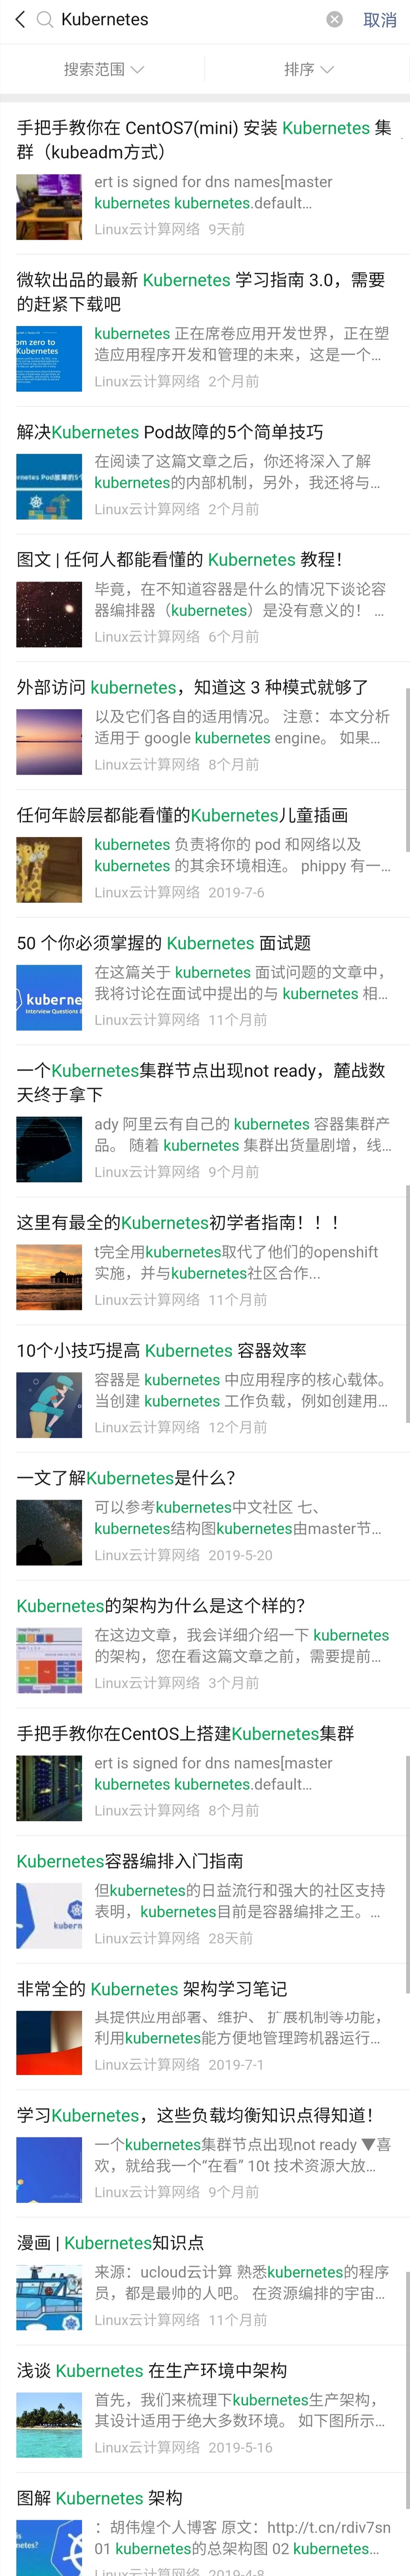 Kubernetes
取消
搜索范围
排序
手把手教你在 CentOS7(mini) 安装 Kubernetes 集
群（kubeadm方式）
ert is signed for dns names[master
kubernetes kubernetes.default...
Linux云计算网络 9天前
微软出品的最新 Kubernetes 学习指南 3.0，需要
的赶紧下载吧
om zero to
Kubernetes
kubernetes 正在席卷应用开发世界，正在塑
造应用程序开发和管理的未来，这是一个...
Linux云计算网络 2个月前
解决Kubernetes Pod故障的5个简单技巧
rnetes Pod故障的5个
在阅读了这篇文章之后，你还将深入了解
kubernetes的内部机制，另外，我还将与...
Linux云计算网络 2个月前
图文 | 任何人都能看懂的 Kubernetes 教程！
毕竟，在不知道容器是什么的情况下谈论容
器编排器（kubernetes）是没有意义的！ ...
Linux云计算网络 6个月前
外部访问 kubernetes，知道这 3 种模式就够了
以及它们各自的适用情况。 注意：本文分析
适用于 google kubernetes engine。 如果...
Linux云计算网络 8个月前
任何年龄层都能看懂的Kubernetes儿童插画
kubernetes 负责将你的 pod 和网络以及
kubernetes 的其余环境相连。 phippy 有一...
Linux云计算网络 2019-7-6
50 个你必须掌握的 Kubernetes 面试题
kuberne
Interview Questions &
在这篇关于 kubernetes 面试问题的文章中，
我将讨论在面试中提出的与 kubernetes 相...
Linux云计算网络 11个月前
一个Kubernetes集群节点出现not ready，麓战数
天终于拿下
ady 阿里云有自己的 kubernetes 容器集群产
品。 随着 kubernetes 集群出货量剧增，线...
Linux云计算网络 9个月前
这里有最全的Kubernetes初学者指南！！！
t完全用kubernetes取代了他们的openshift
实施，并与kubernetes社区合作...
Linux云计算网络 11个月前
10个小技巧提高 Kubernetes 容器效率
容器是 kubernetes 中应用程序的核心载体。
当创建 kubernetes 工作负载，例如创建用...
Linux云计算网络 12个月前
一文了解Kubernetes是什么？
可以参考kubernetes中文社区 七、
kubernetes结构图kubernetes由master节...
Linux云计算网络 2019-5-20
Kubernetes的架构为什么是这个样的？
在这边文章，我会详细介绍一下 kubernetes
的架构，您在看这篇文章之前，需要提前...
Linux云计算网络 3个月前
手把手教你在CentOS上搭建Kubernetes集群
ert is signed for dns names[master
kubernetes kubernetes.default...
Linux云计算网络 8个月前
Kubernetes容器编排入门指南
kubern
但kubernetes的日益流行和强大的社区支持
表明，kubernetes目前是容器编排之王。...
Linux云计算网络 28天前
非常全的 Kubernetes 架构学习笔记
其提供应用部署、维护、 扩展机制等功能，
利用kubernetes能方便地管理跨机器运行...
Linux云计算网络 2019-7-1
学习Kubernetes，这些负载均衡知识点得知道！
一个kubernetes集群节点出现not ready ▼喜
欢，就给我一个“在看” 10t 技术资源大放...
Linux云计算网络 9个月前
漫画 | Kubernetes知识点
来源：ucloud云计算 熟悉kubernetes的程序
员，都是最帅的人吧。 在资源编排的宇宙...
Linux云计算网络 11个月前
浅谈 Kubernetes 在生产环境中架构
首先，我们来梳理下kubernetes生产架构，
其设计适用于绝大多数环境。 如下图所示...
Linux云计算网络 2019-5-16
图解 Kubernetes 架构
netes?
：胡伟煌个人博客 原文：http://t.cn/rdiv7sn
01 kubernetes的总架构图 02 kubernetes...
Linux云计算网络 2019-4-8